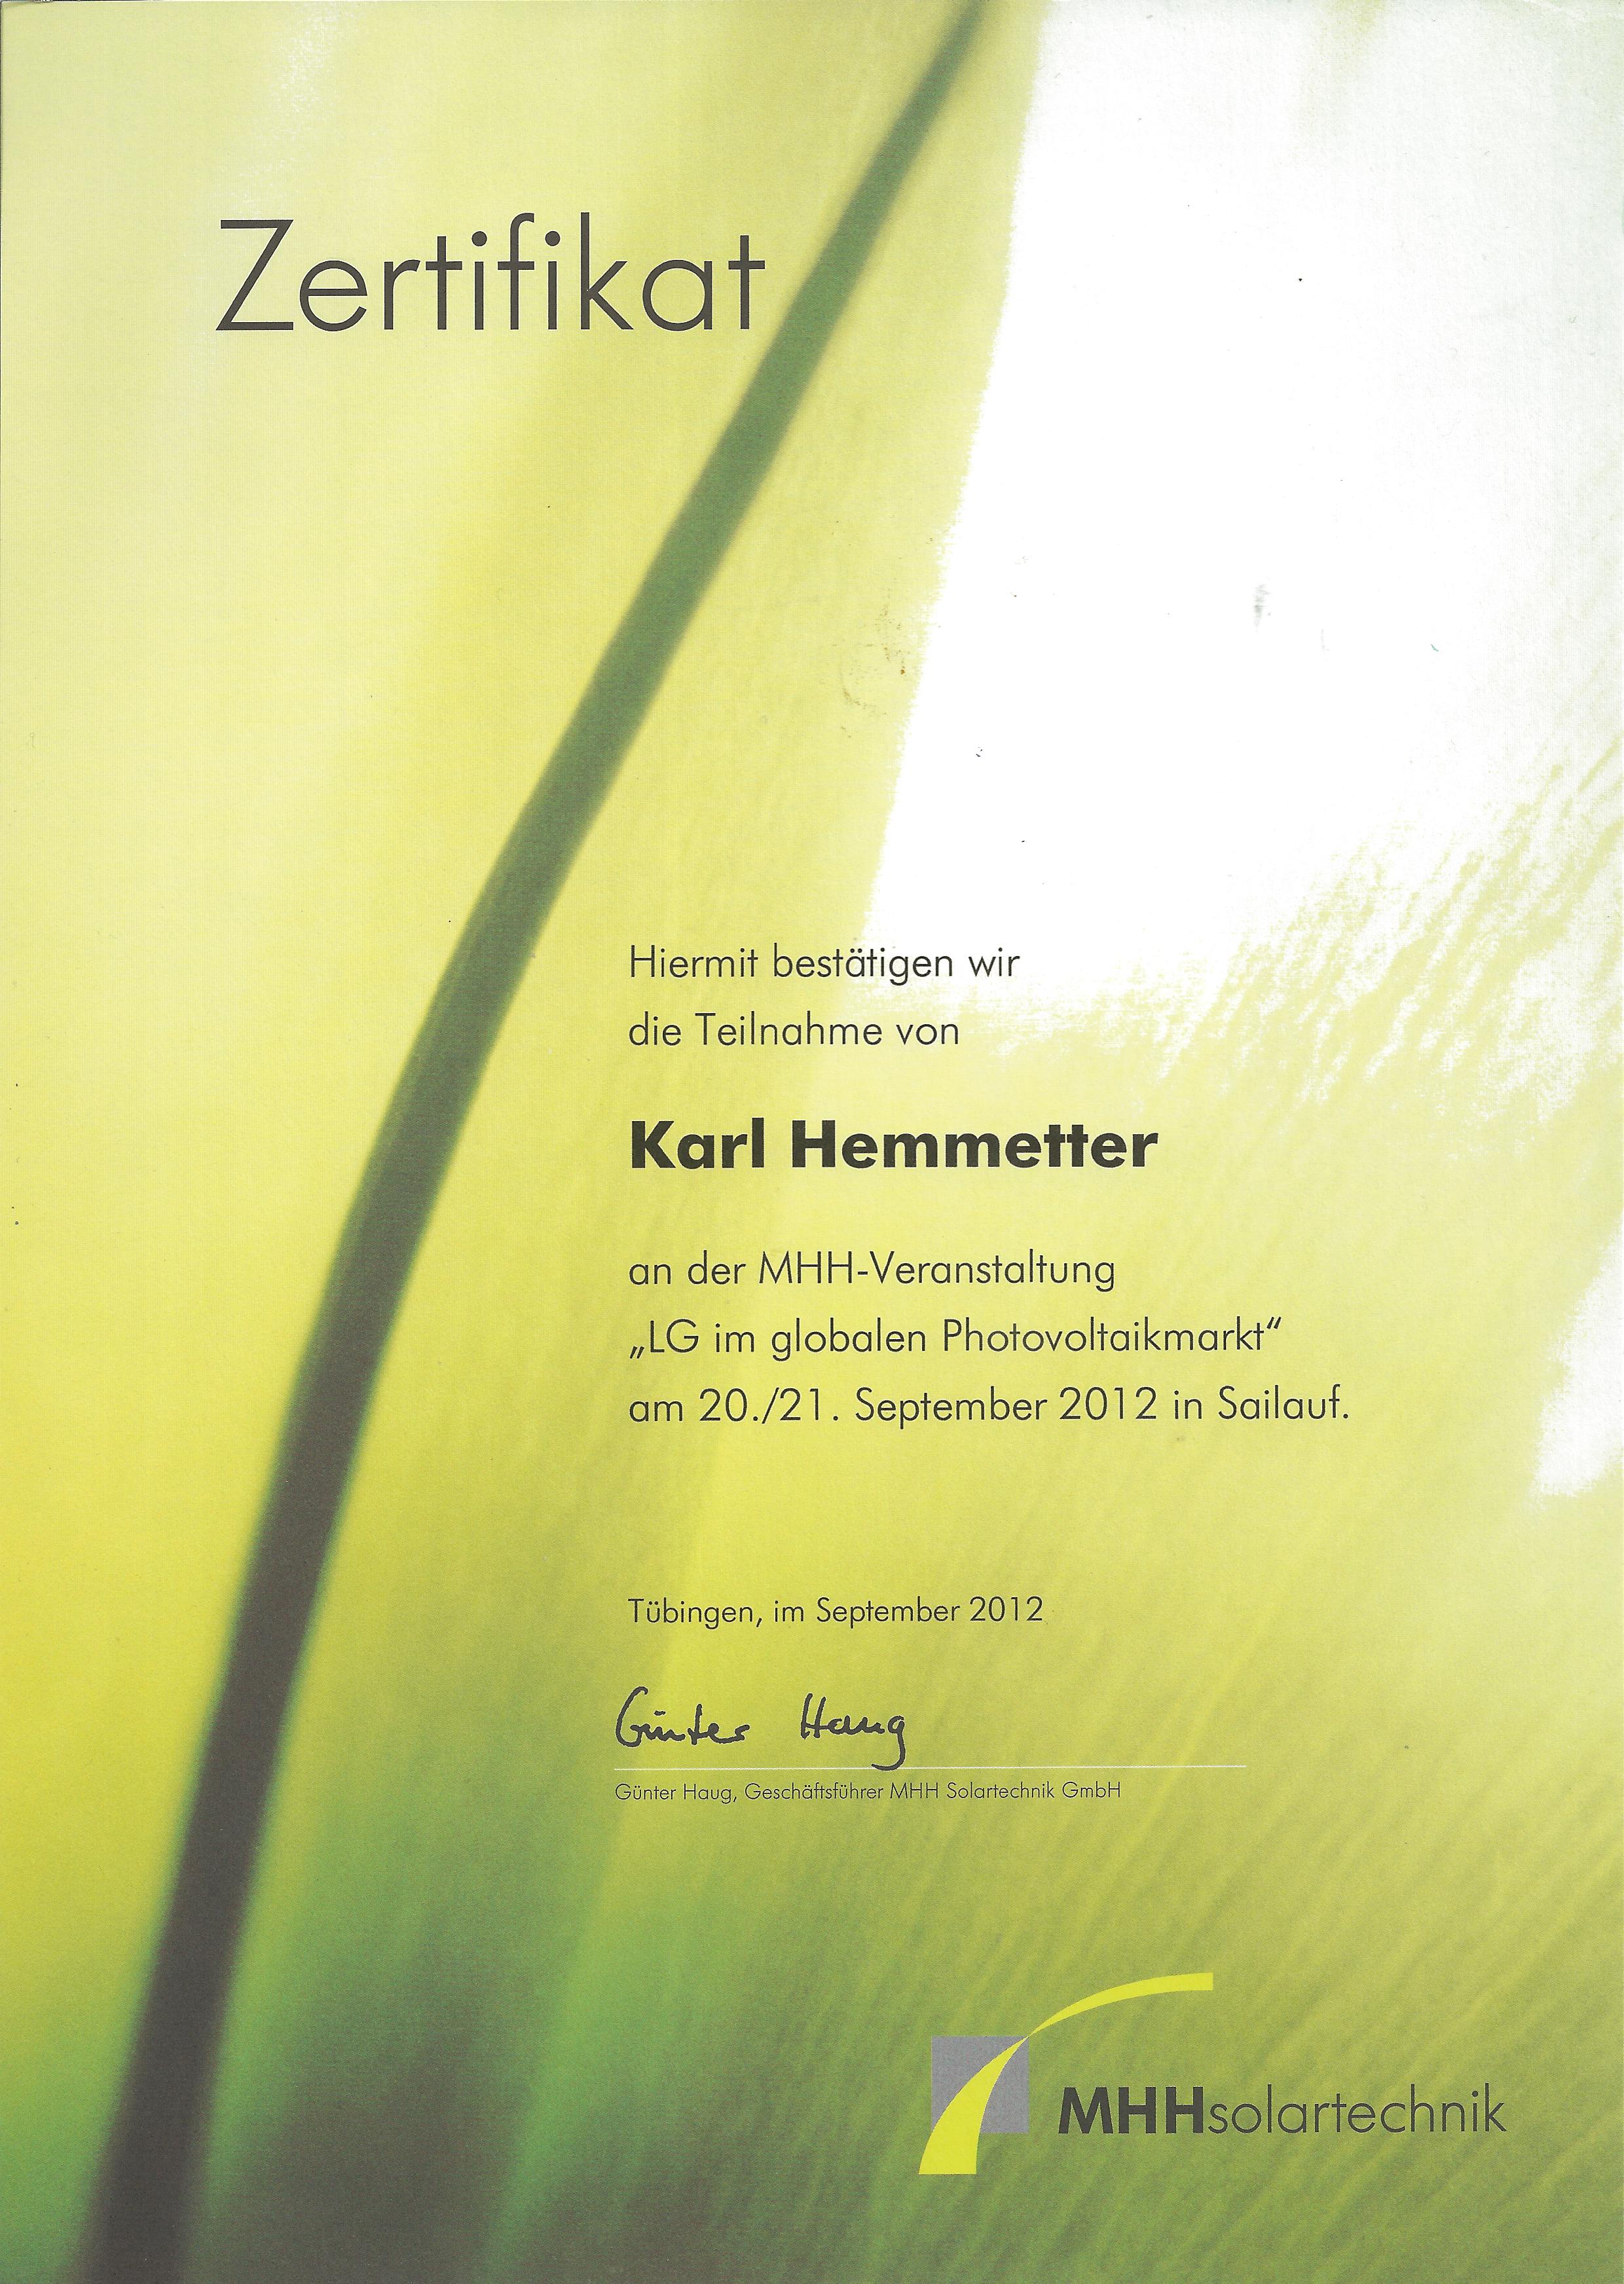 Zertifikat
Hiermit bestätigen wir
die Teilnahme von
Karl Hemmetter
an der MHH-Veranstaltung
„LG im globalen Photovoltaikmarkt“
am 20./21. September 2012 in Sailauf.
Tübingen, im September 2012
Günter Haug
Günter Haug, Geschäftsführer MHH Solartechnik GmbH
MHHsolartechnik